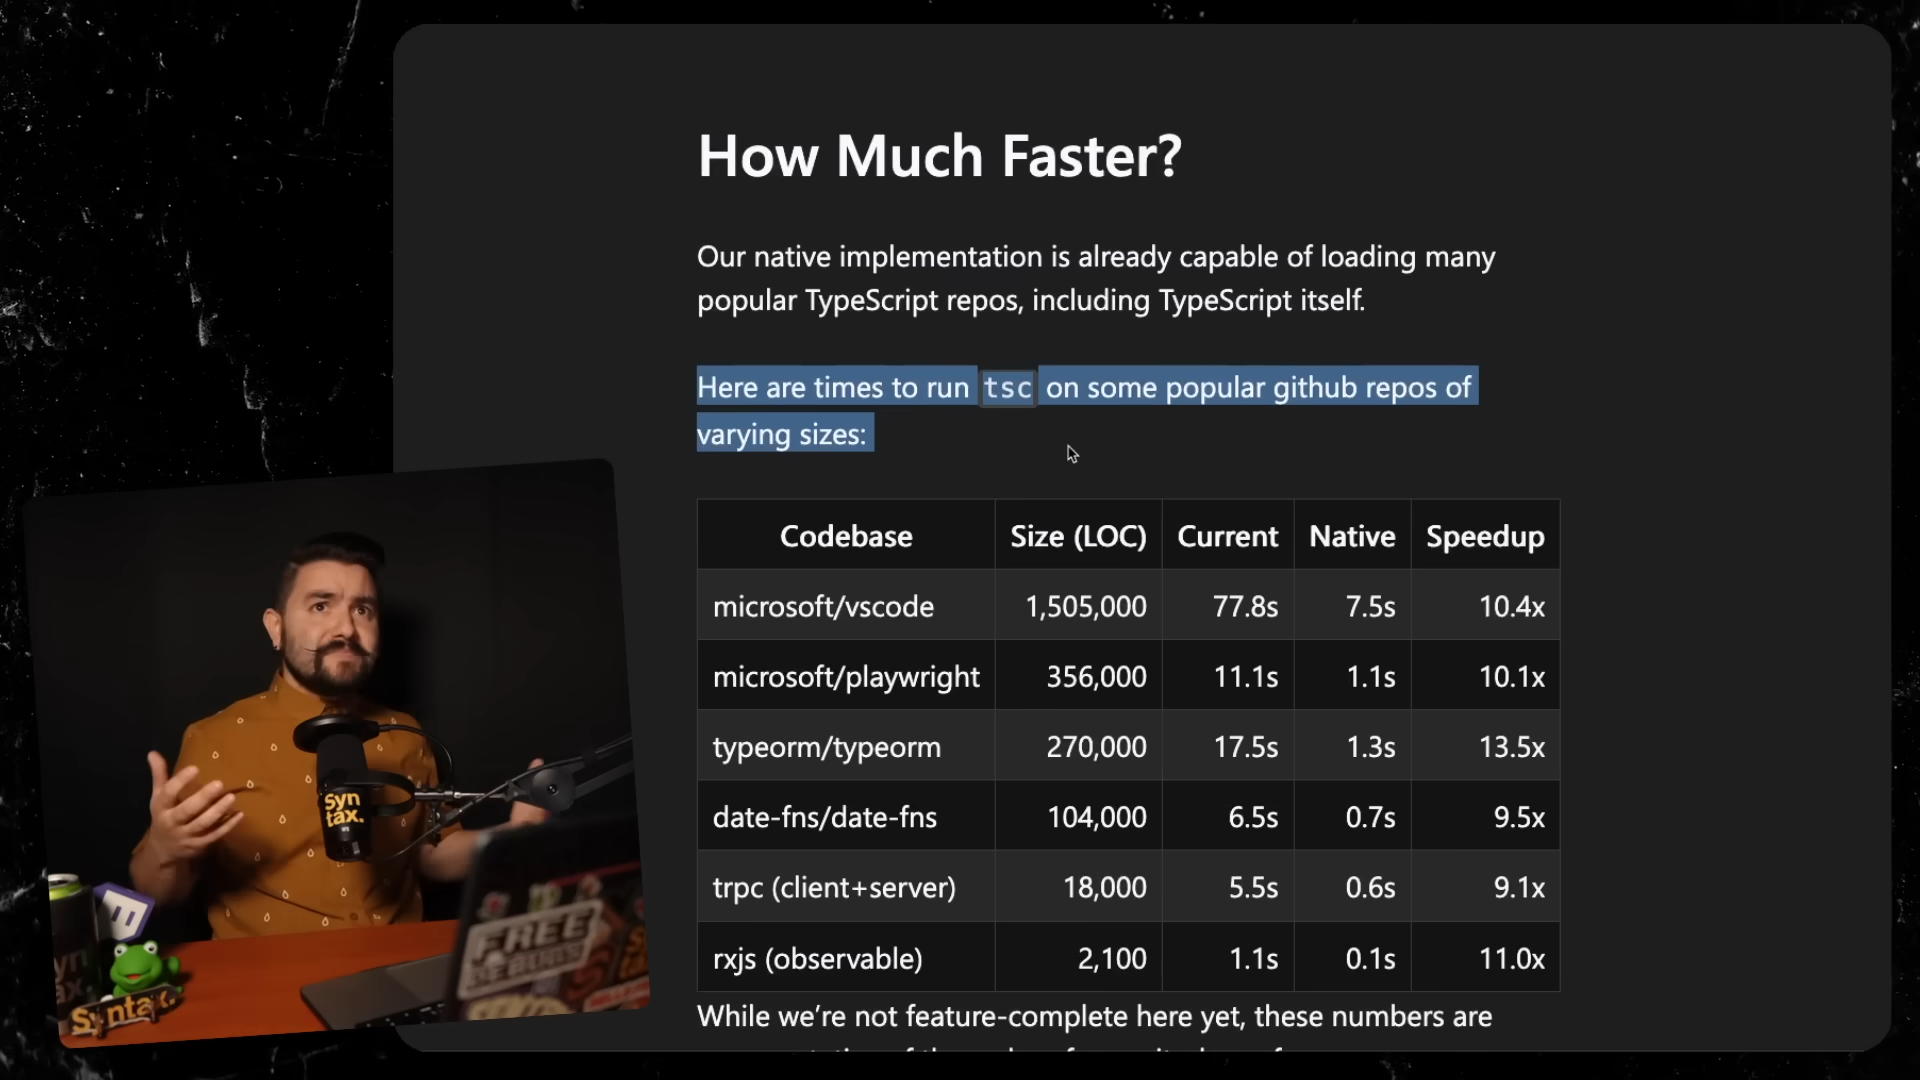 How Much Faster?
Our native implementation is already capable of loading many
popular TypeScript repos, including TypeScript itself.
Here are times to run tsc on some popular github repos of
varying sizes:
Codebase Size (LOC) Current Native Speedup
microsoft/vscode 1,505,000 77.8s 7.5s 10.4x
microsoft/playwright 356,000 11.1s 1.1s 10.1x
typeorm/typeorm 270,000 17.5s 1.3s 13.5x
date-fns/date-fns 104,000 6.5s 0.7s 9.5x
trpc (client+server) 18,000 5.5s 0.6s 9.1x
rxjs (observable) 2,100 1.1s 0.1s 11.0x
While we’re not feature-complete here yet, these numbers are
Syn
tax.
FREE
Syntax.